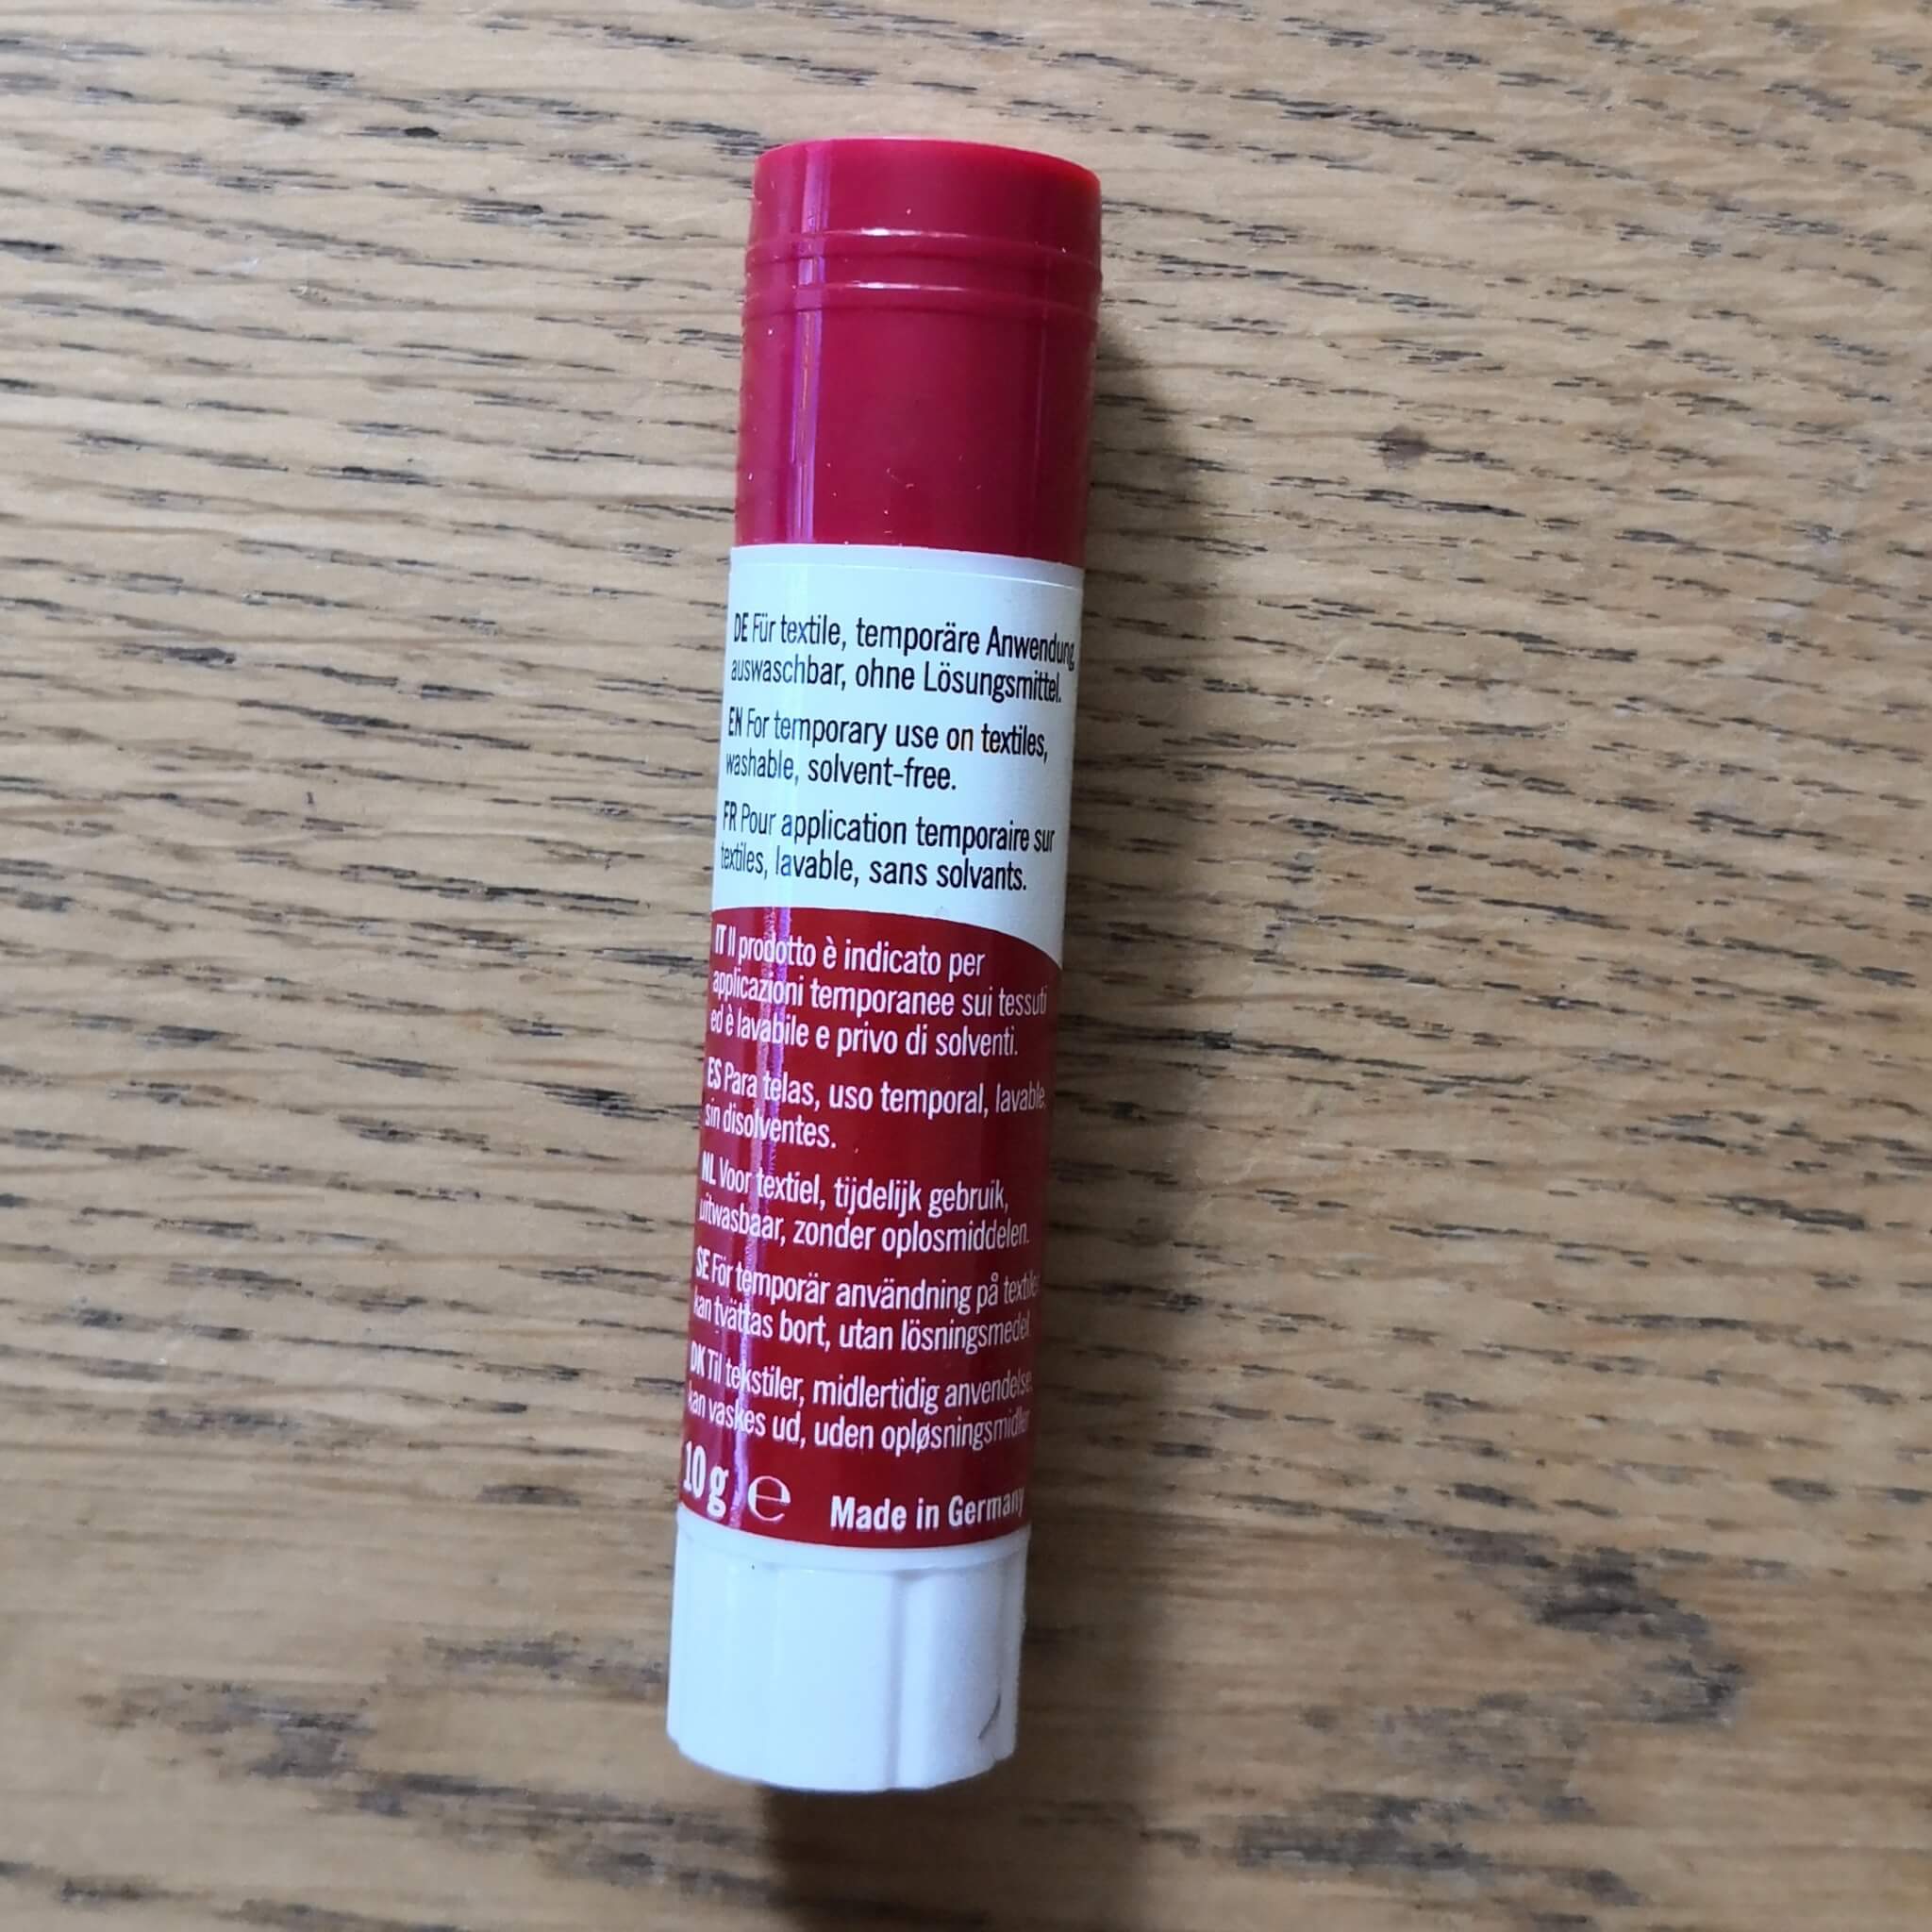 DE Für textile, temporäre Anwendung
auswaschbar, ohne Lösungsmittel.
EN For temporary use on textiles,
washable, solvent-free.
FR Pour application temporaire sur
textiles, lavable, sans solvants.
IT Il prodotto è indicato per
applicazioni temporanee sui tessuti
ed è lavabile e privo di solventi.
ES Para telas, uso temporal, lavable,
sin disolventes.
NL Voor textiel, tijdelijk gebruik,
uitwasbaar, zonder oplosmiddelen.
SE För temporär användning på
kan tvättas bort, utan lösningsmedel
DK Til tekstiler, midlertidig anvendelse,
kan vaskes ud, uden
10 g ℮ Made in Germany